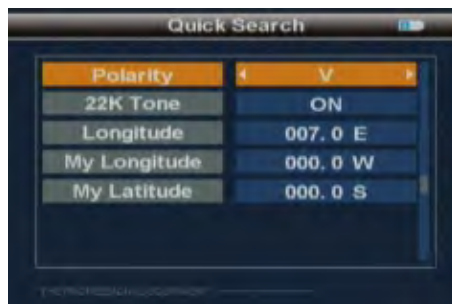 Quick Search
Polarity V
22K Tone ON
Longitude 007. 0 E
My Longitude 000. 0 W
My Latitude 000. 0 S